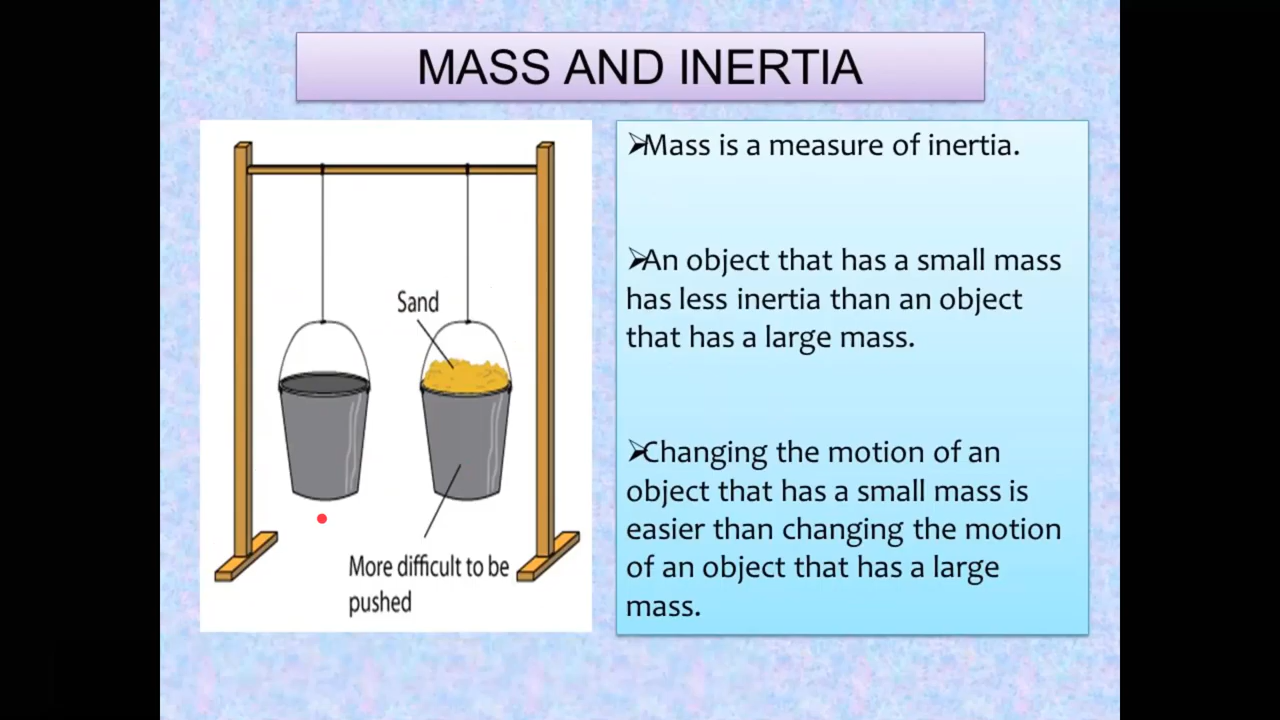 MASS AND INERTIA
Sand
More difficult to be
pushed
➢Mass is a measure of inertia.
➢An object that has a small mass
has less inertia than an object
that has a large mass.
➢Changing the motion of an
object that has a small mass is
easier than changing the motion
of an object that has a large
mass.